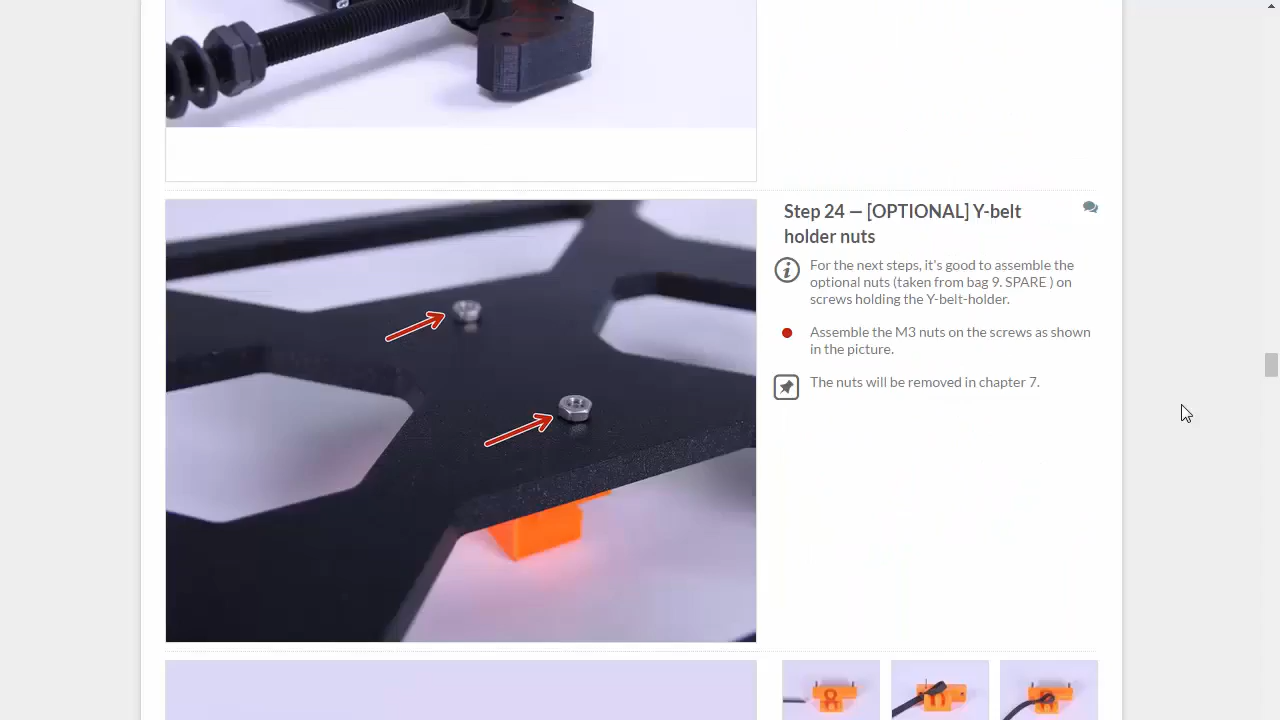 Step 24 — [OPTIONAL] Y-belt
holder nuts
For the next steps, it's good to assemble the
optional nuts (taken from bag 9. SPARE ) on
screws holding the Y-belt-holder.
Assemble the M3 nuts on the screws as shown
in the picture.
The nuts will be removed in chapter 7.